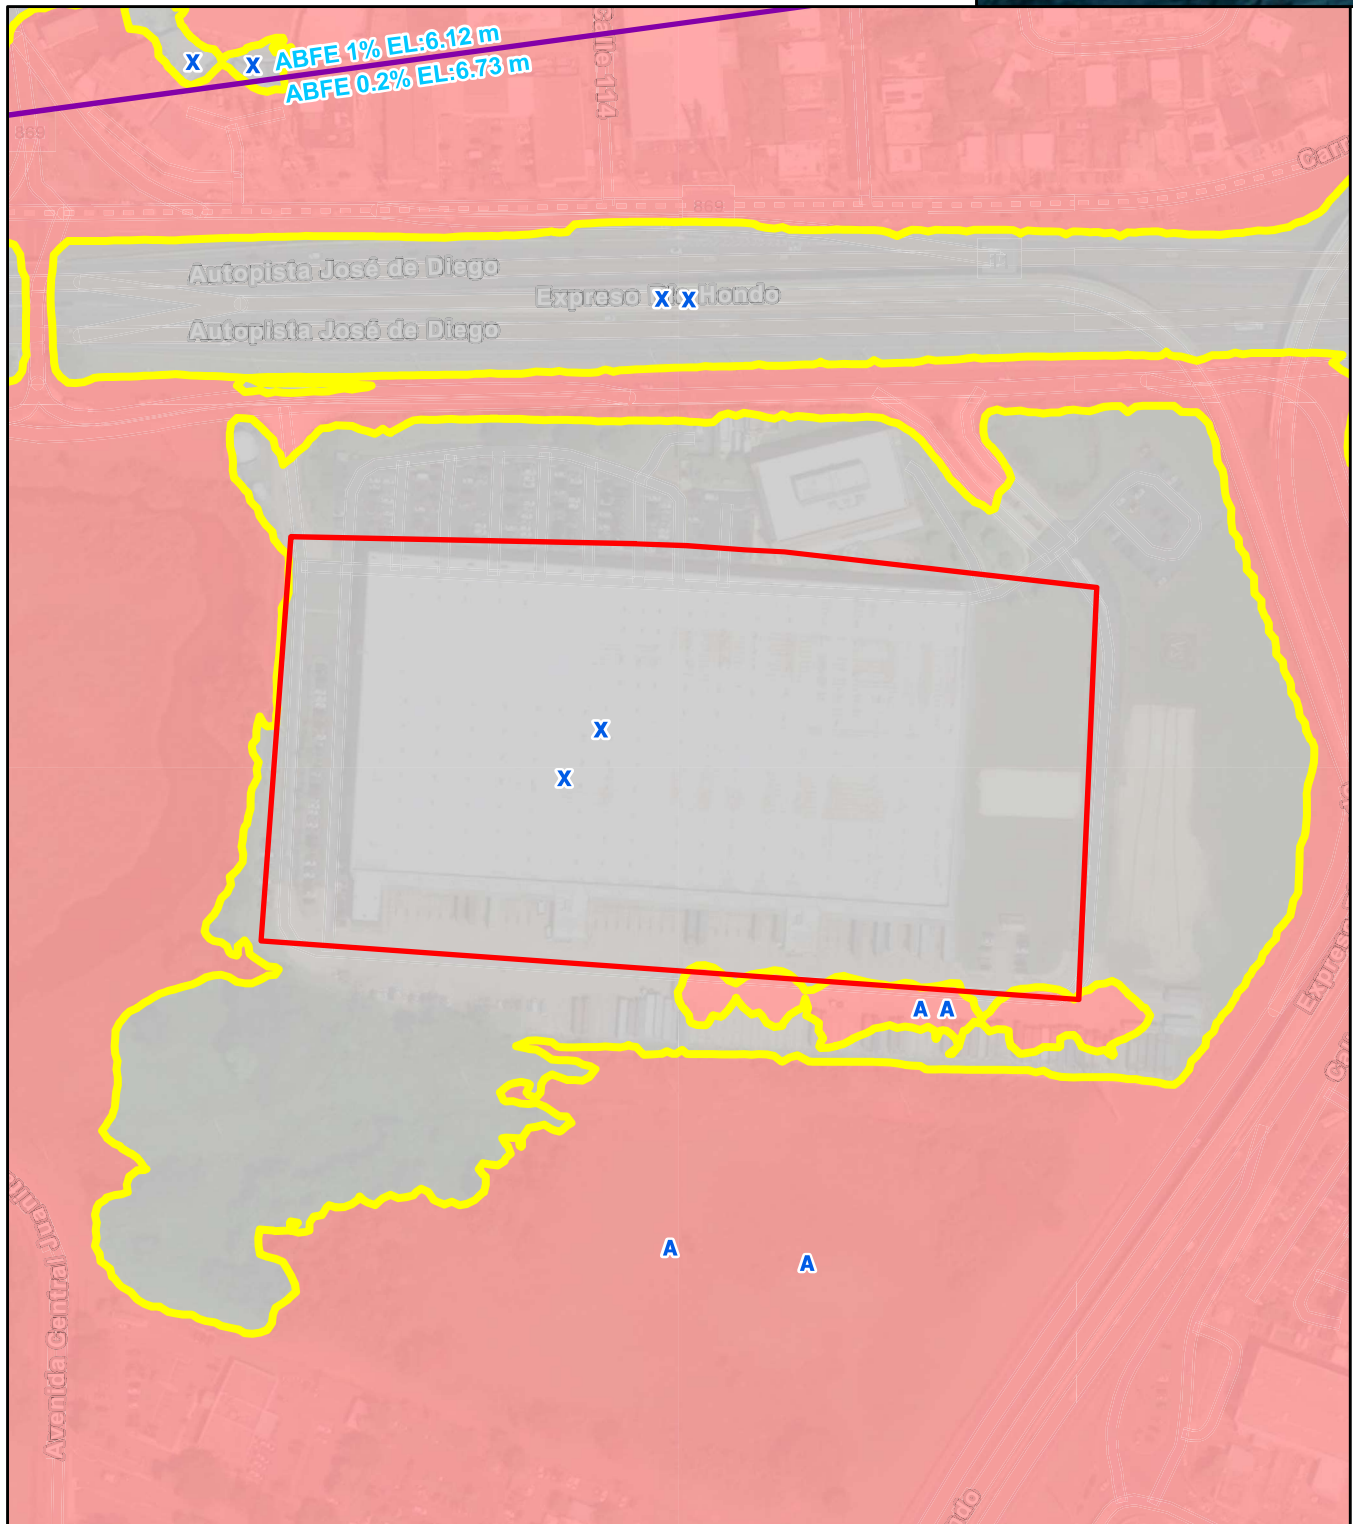 X X ABFE 1% EL:6.12 m
ABFE 0.2% EL:6.73 m
Calle 114
869
869
Autopista José de Diego
Expreso Hondo
X X
Autopista José de Diego
X
X
A A
A
A
Avenida Central Juanit
Expreso